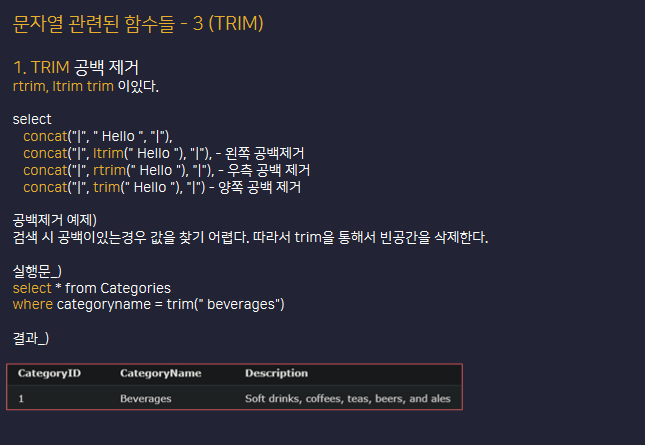 문자열 관련된 함수들 - 3 (TRIM)
1. TRIM 공백 제거
rtrim, ltrim trim 이있다.
select
concat("|", " Hello ", "|"),
concat("|", ltrim(" Hello "), "|"), - 왼쪽 공백제거
concat("|", rtrim(" Hello "), "|"), - 우측 공백 제거
concat("|", trim(" Hello "), "|") - 양쪽 공백 제거
공백제거 예제)
검색 시 공백이있는경우 값을 찾기 어렵다. 따라서 trim을 통해서 빈공간을 삭제한다.
실행문_)
select * from Categories
where categoryname = trim(" beverages")
결과_)
CategoryID CategoryName Description
1 Beverages Soft drinks, coffees, teas, beers, and ales